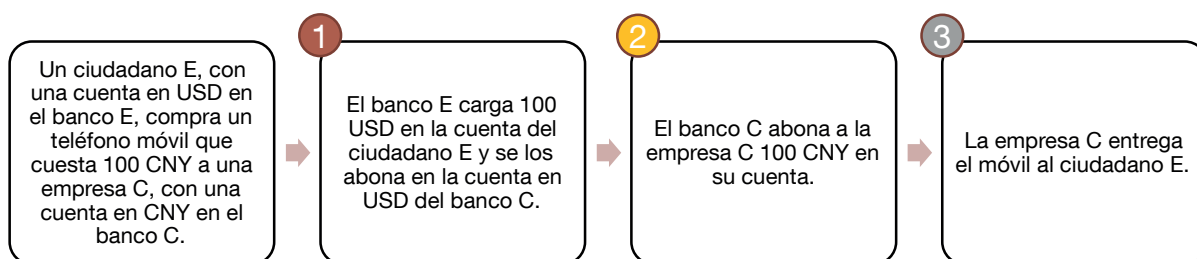 Un ciudadano E, con
una cuenta en USD en
el banco E, compra un
teléfono móvil que
cuesta 100 CNY a una
empresa C, con una
cuenta en CNY en el
banco C.
1
El banco E carga 100
USD en la cuenta del
ciudadano E y se los
abona en la cuenta en
USD del banco C.
2
El banco C abona a la
empresa C 100 CNY en
su cuenta.
3
La empresa C entrega
el móvil al ciudadano E.